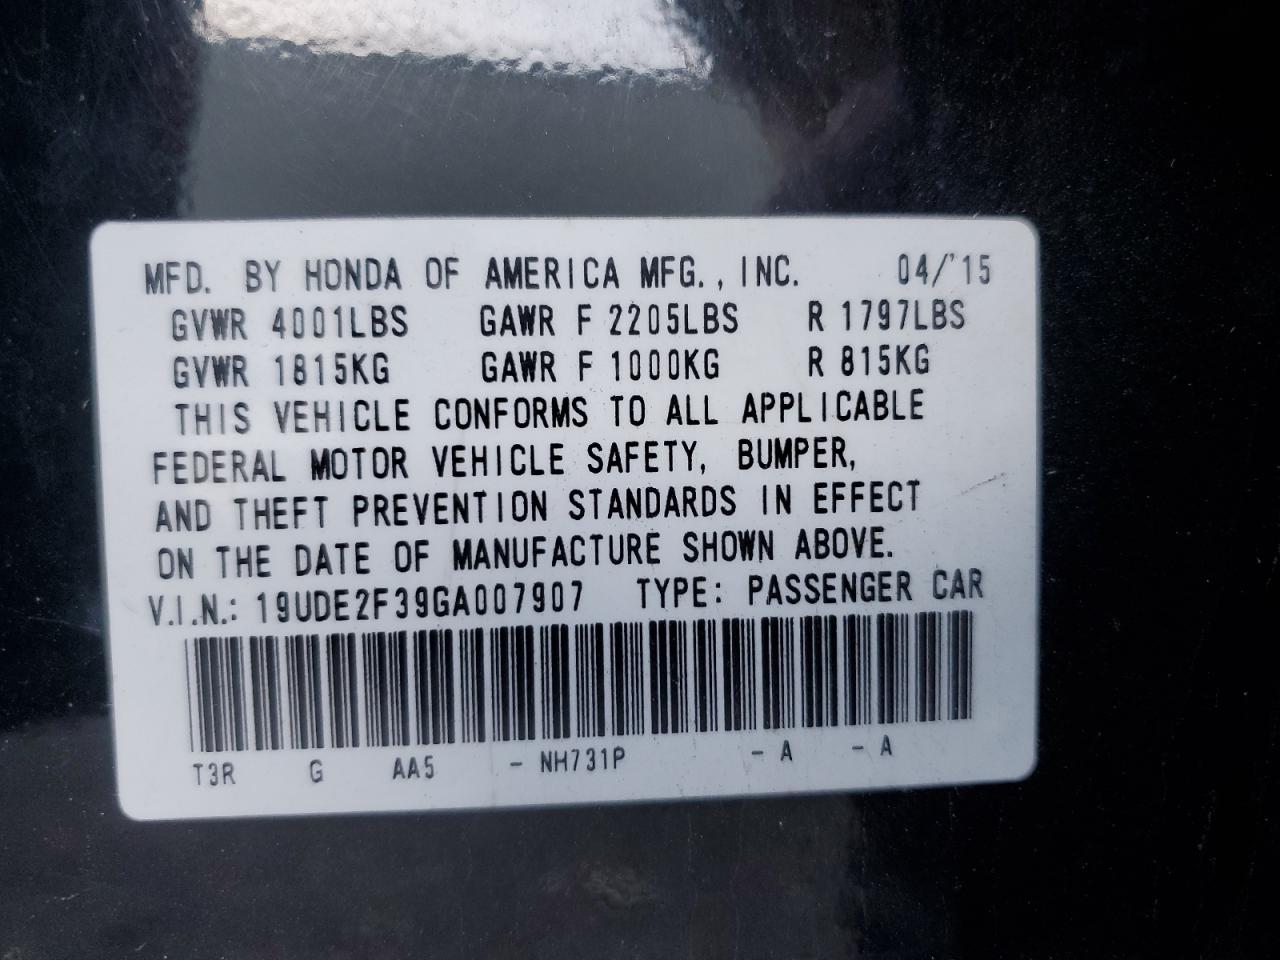 MFD. BY HONDA OF AMERICA MFG., INC. 04/'15
GVWR 4001LBS GAWR F 2205LBS R 1797LBS
GVWR 1815KG GAWR F 1000KG R 815KG
THIS VEHICLE CONFORMS TO ALL APPLICABLE
FEDERAL MOTOR VEHICLE SAFETY, BUMPER,
AND THEFT PREVENTION STANDARDS IN EFFECT
ON THE DATE OF MANUFACTURE SHOWN ABOVE.
V.I.N.: 19UDE2F39GA007907 TYPE: PASSENGER CAR
T3R G AA5 - NH731P - A - A